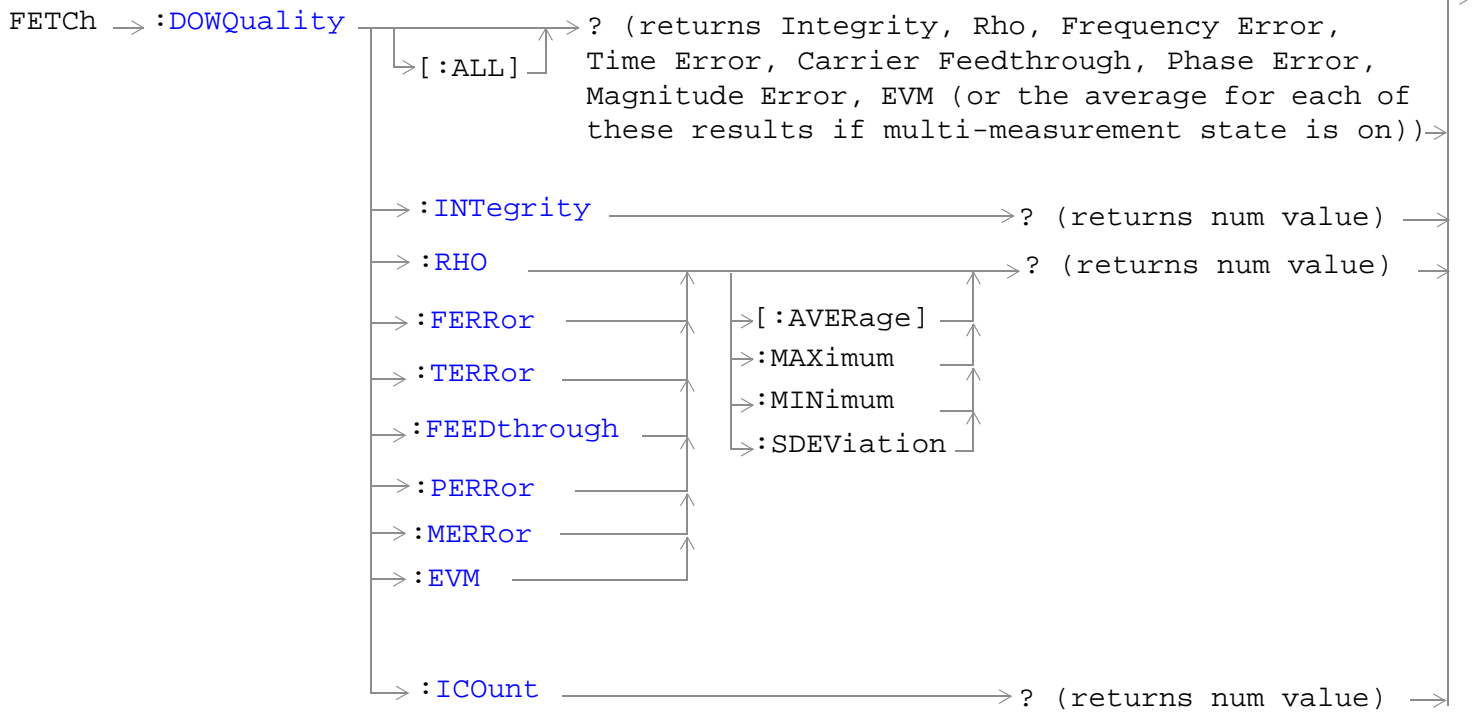 FETCh :DOWQuality ? (returns Integrity, Rho, Frequency Error,
[:ALL] Time Error, Carrier Feedthrough, Phase Error,
Magnitude Error, EVM (or the average for each of
these results if multi-measurement state is on))
:INTegrity ? (returns num value)
:RHO ? (returns num value)
:FERRor [:AVERage]
:TERRor :MAXimum
:MINimum
:FEEDthrough :SDEViation
:PERRor
:MERRor
:EVM
:ICOunt ? (returns num value)